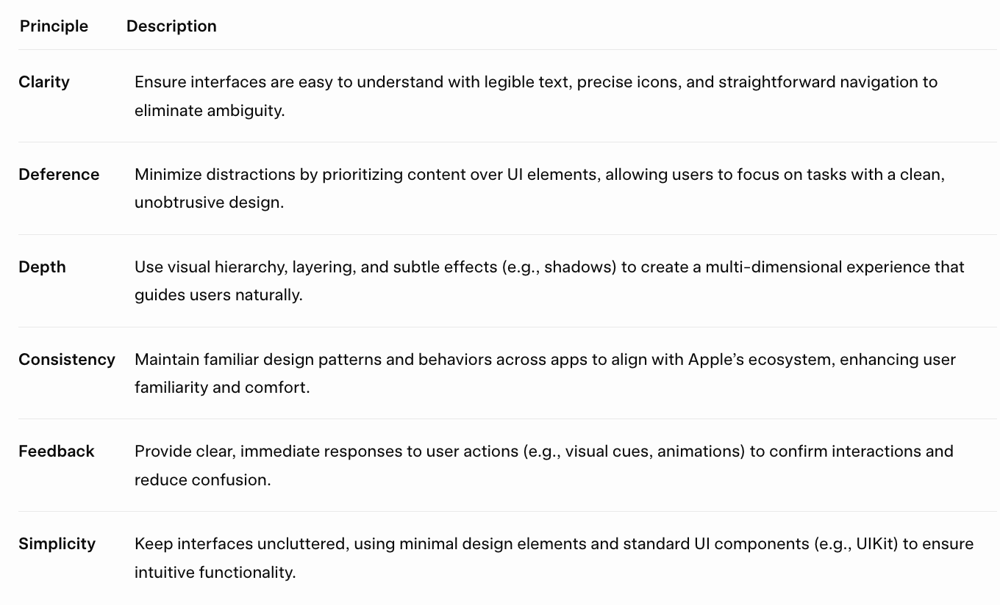 Principle Description
Clarity Ensure interfaces are easy to understand with legible text, precise icons, and straightforward navigation to
eliminate ambiguity.
Deference Minimize distractions by prioritizing content over UI elements, allowing users to focus on tasks with a clean,
unobtrusive design.
Depth Use visual hierarchy, layering, and subtle effects (e.g., shadows) to create a multi-dimensional experience that
guides users naturally.
Consistency Maintain familiar design patterns and behaviors across apps to align with Apple’s ecosystem, enhancing user
familiarity and comfort.
Feedback Provide clear, immediate responses to user actions (e.g., visual cues, animations) to confirm interactions and
reduce confusion.
Simplicity Keep interfaces uncluttered, using minimal design elements and standard UI components (e.g., UIKit) to ensure
intuitive functionality.